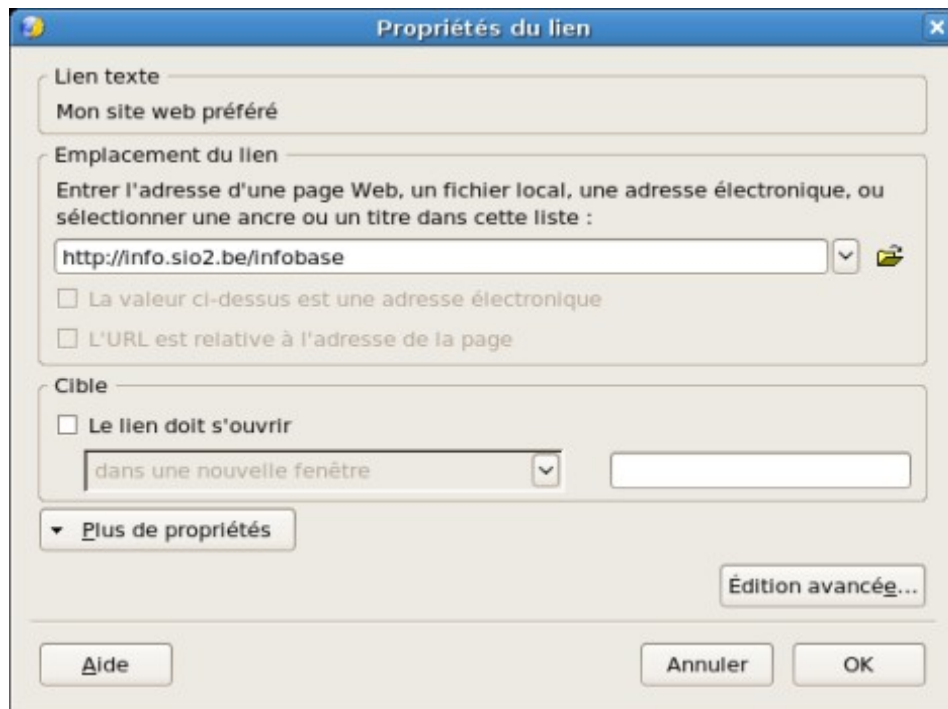 Propriétés du lien
Lien texte
Mon site web préféré
Emplacement du lien
Entrer l'adresse d'une page Web, un fichier local, une adresse électronique, ou
sélectionner une ancre ou un titre dans cette liste :
http://info.sio2.be/infobase
La valeur ci-dessus est une adresse électronique
L'URL est relative à l'adresse de la page
Cible
Le lien doit s'ouvrir
dans une nouvelle fenêtre
Plus de propriétés
Édition avancée...
Aide
Annuler
OK